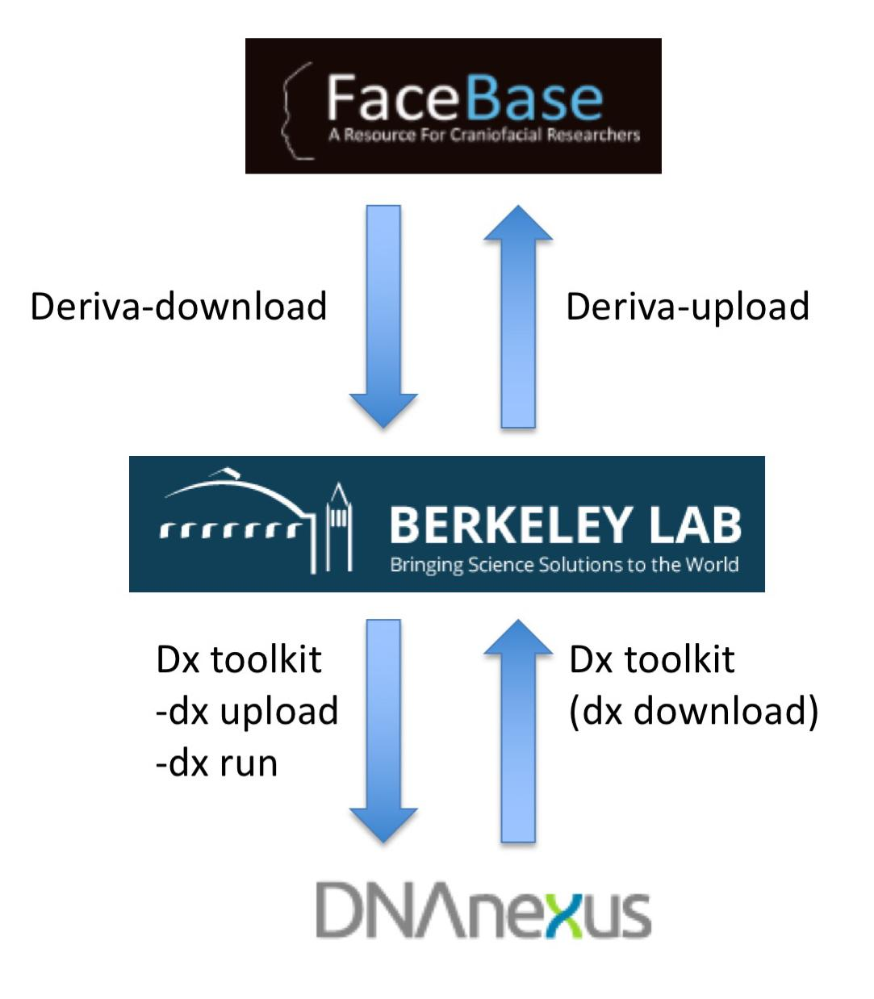 FaceBase
A Resource For Craniofacial Researchers
Deriva-download
Deriva-upload
BERKELEY LAB
Bringing Science Solutions to the World
Dx toolkit
-dx upload
-dx run
Dx toolkit
(dx download)
DNAnexus